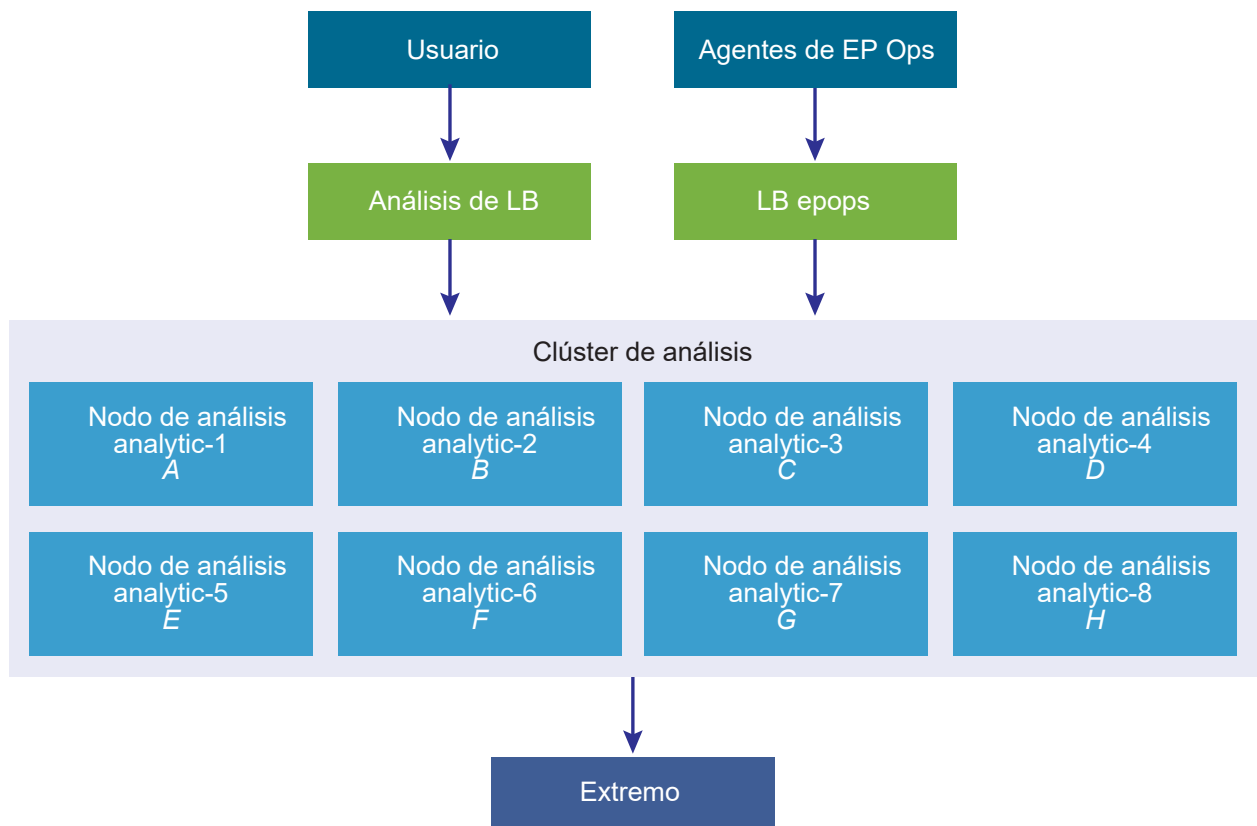 Usuario
Agentes de EP Ops
Análisis de LB
LB epops
Clúster de análisis
Nodo de análisis
analytic-1
A
Nodo de análisis
analytic-2
B
Nodo de análisis
analytic-3
C
Nodo de análisis
analytic-4
D
Nodo de análisis
analytic-5
E
Nodo de análisis
analytic-6
F
Nodo de análisis
analytic-7
G
Nodo de análisis
analytic-8
H
Extremo